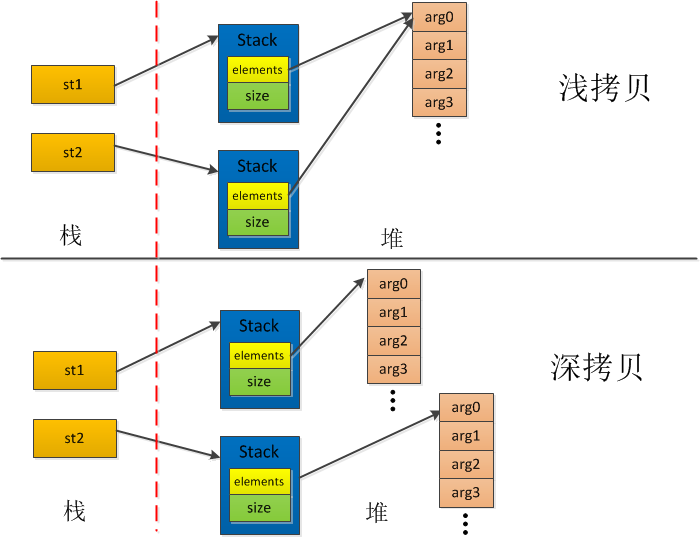 st1
Stack
elements
size
arg0
arg1
arg2
arg3
浅拷贝
st2
Stack
elements
size
栈
堆
st1
Stack
elements
size
arg0
arg1
arg2
arg3
深拷贝
st2
Stack
elements
size
arg0
arg1
arg2
arg3
栈
堆